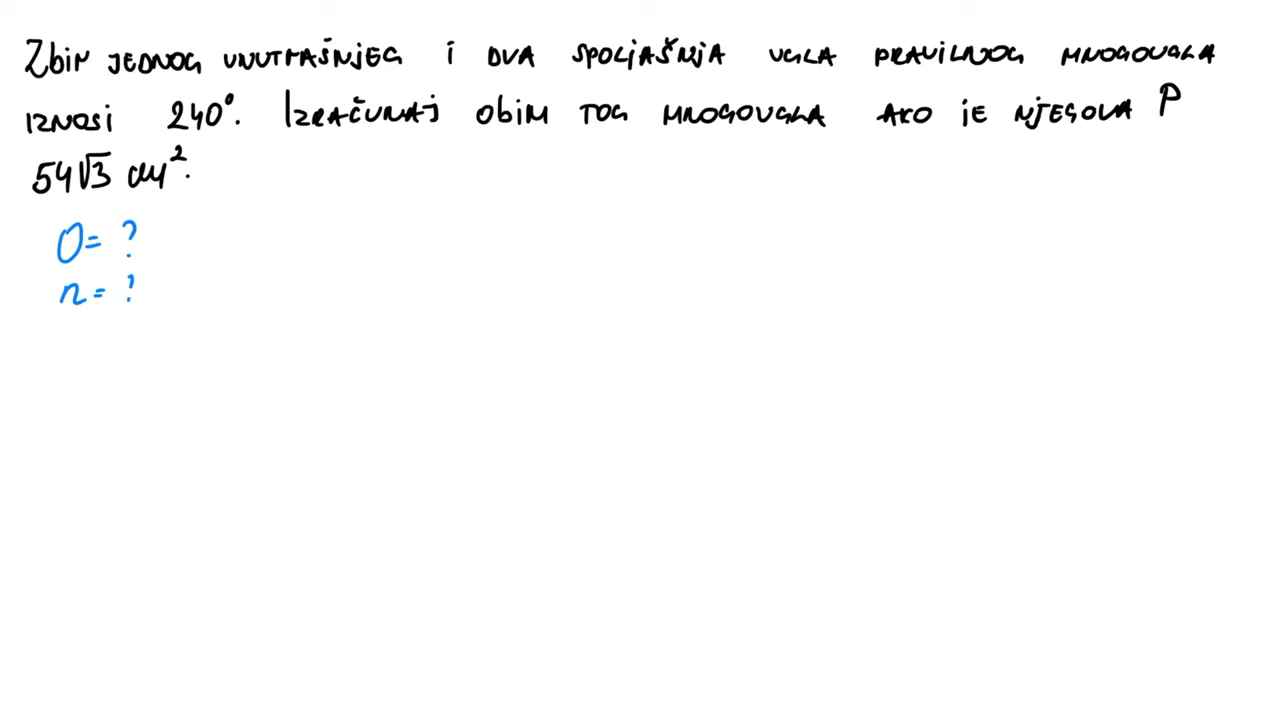 Zbir jednog unutrašnjeg i dva spoljašnja ugla pravilnog mnogougla
iznosi 240°. Izračunaj obim tog mnogougla ako je njegova P
54√3 cm².
O= ?
n= ?